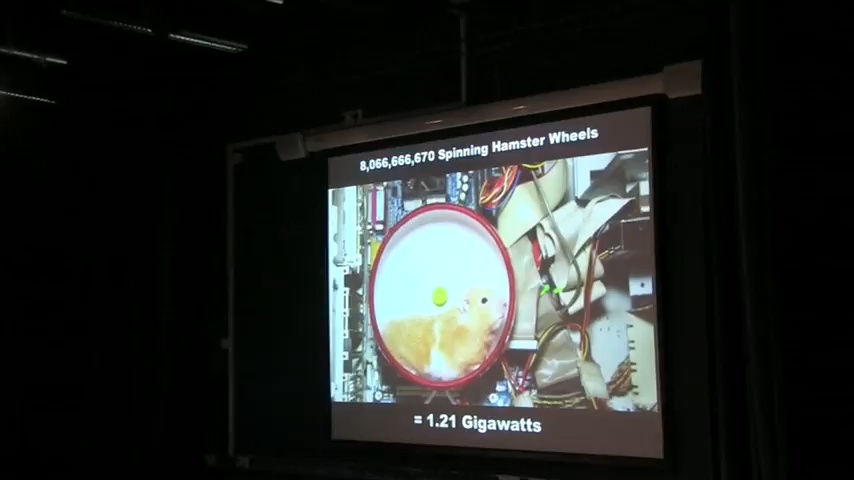 8,066,666,670 Spinning Hamster Wheels
= 1.21 Gigawatts